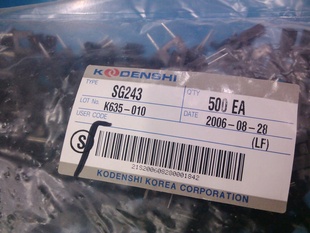 KODENSHI
TYPE SG243 QTY 500 EA
LOT No. K635-010 DATE 2006-08-28
USER CODE (LF)
S
215200608280001842
KODENSHI KOREA CORPORATION